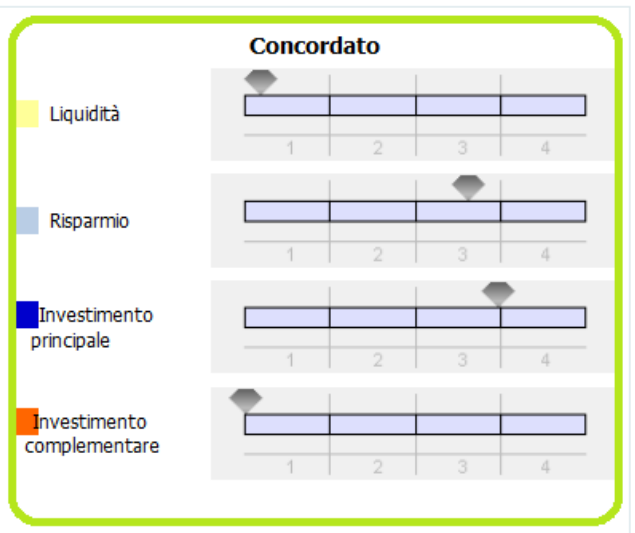 Concordato
Liquidità
1 2 3 4
Risparmio
1 2 3 4
Investimento
principale
1 2 3 4
Investimento
complementare
1 2 3 4